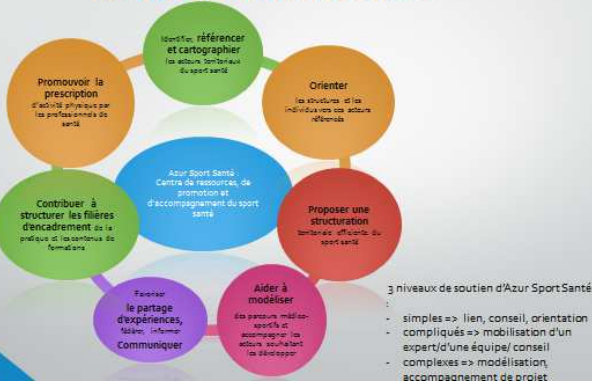 Identifier, référencer
et cartographier
les acteurs territoriaux
du sport santé
Orienter
les structures et les
individus vers ces acteurs
référencés
Proposer une
structuration
territoriale efficiente du
sport santé
Aider à
modéliser
des parcours médico-
sportifs et
accompagner les
acteurs souhaitant
les développer
Favoriser
le partage
d'expériences,
fédérer, informer
Communiquer
Contribuer à
structurer les filières
d'encadrement de la
pratique et les contenus de
formations
Promouvoir la
prescription
d'activité physique par
les professionnels de
santé
Azur Sport Santé
Centre de ressources, de
promotion et
d'accompagnement du sport
santé
3 niveaux de soutien d'Azur Sport Santé
:
- simples => lien, conseil, orientation
- compliqués => mobilisation d'un
expert/d'une équipe/ conseil
- complexes => modélisation,
accompagnement de projet